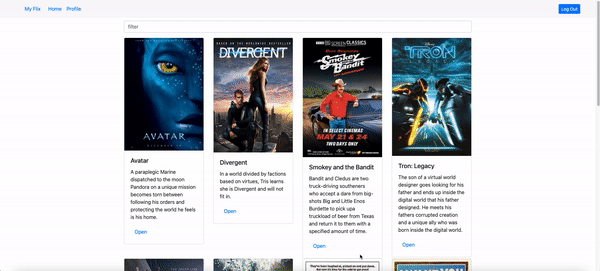 My Flix Home Profile Log Out
filter
AVATAR
Avatar
A paraplegic Marine
dispatched to the moon
Pandora on a unique mission
becomes torn between
following his orders and
protecting the world he feels
is his home.
Open
DIVERGENT
Divergent
In a world divided by factions
based on virtues, Tris learns
she is Divergent and will not
fit in.
Open
BIG SCREEN CLASSICS
Smokey and the Bandit
IN SELECT CINEMAS
MAY 21 & 24
TWO DAYS ONLY
Smokey and the Bandit
Bandit and Cledus are two
truck-driving southerners
who accept a dare from big-
shots Big and Little Enos
Burdette to pick upa
truckload of beer from Texas
and return it to them with a
specified amount of time.
Open
TRON
Tron: Legacy
The son of a virtual world
designer goes looking for his
father and ends up inside the
digital world that his father
designed. He meets his
fathers corrupted creation
and a unique ally who was
born inside the digital world.
Open